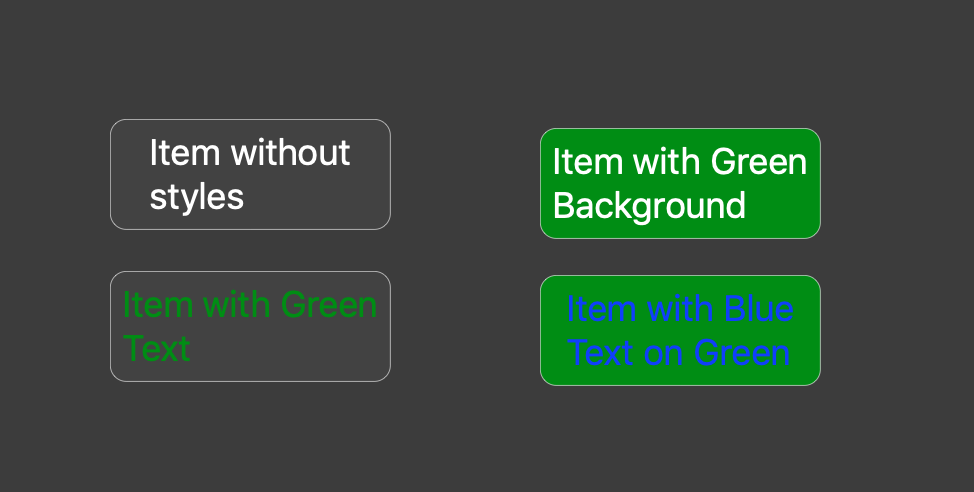 Item without
styles
Item with Green
Background
Item with Green
Text
Item with Blue
Text on Green